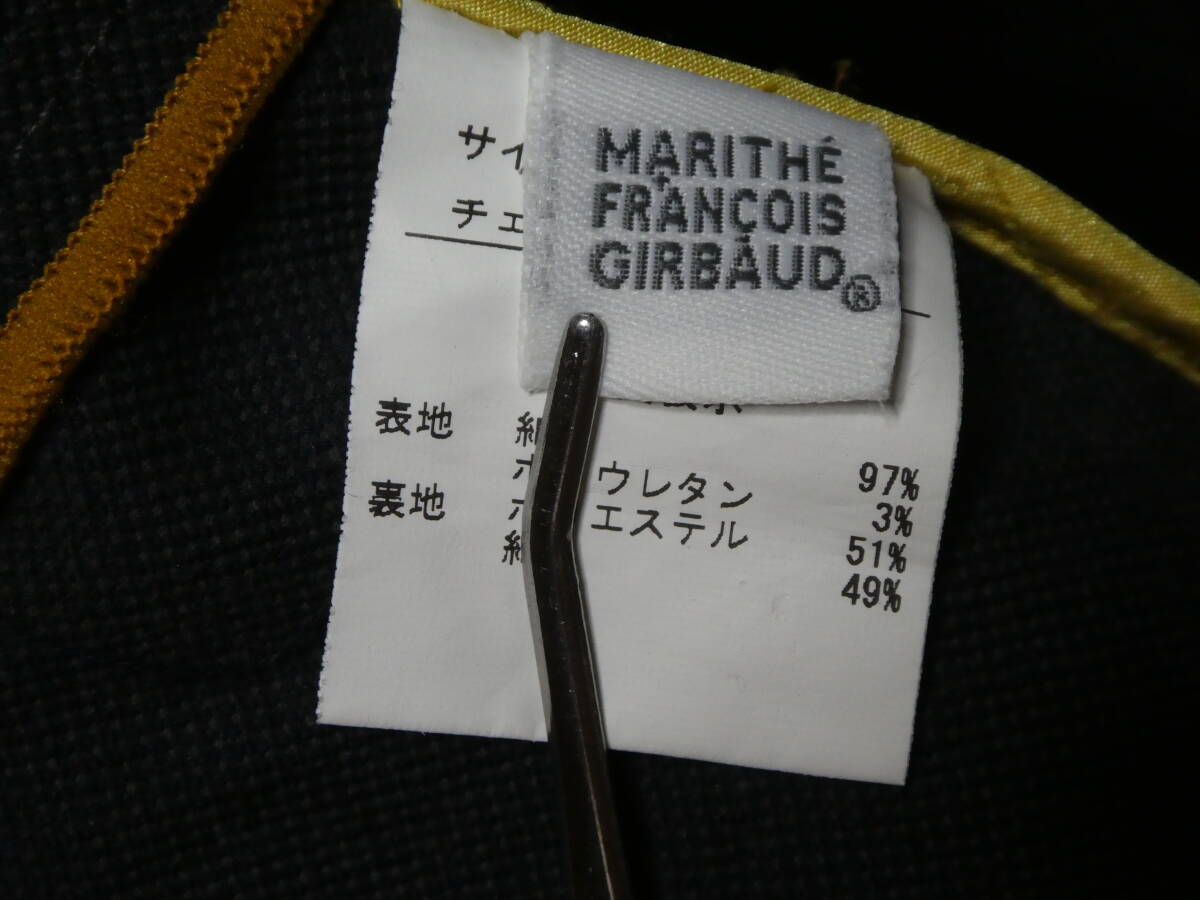 MARITHÉ
FRANÇOIS
GIRBAUD®
サイ
チェ
表地 97%
ウレタン 3%
裏地 エステル 51%
49%